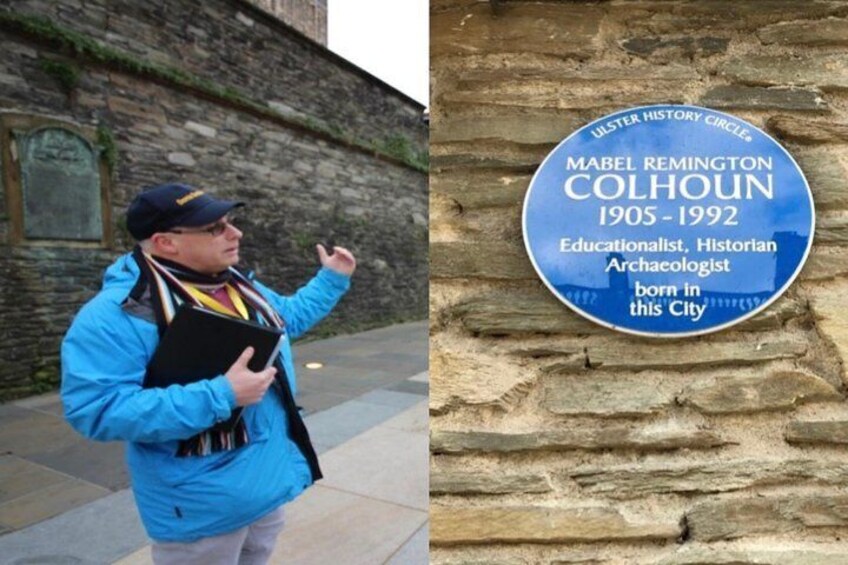 ULSTER HISTORY CIRCLE
MABEL REMINGTON
COLHOUN
1905 - 1992
Educationalist, Historian
Archaeologist
born in
this City